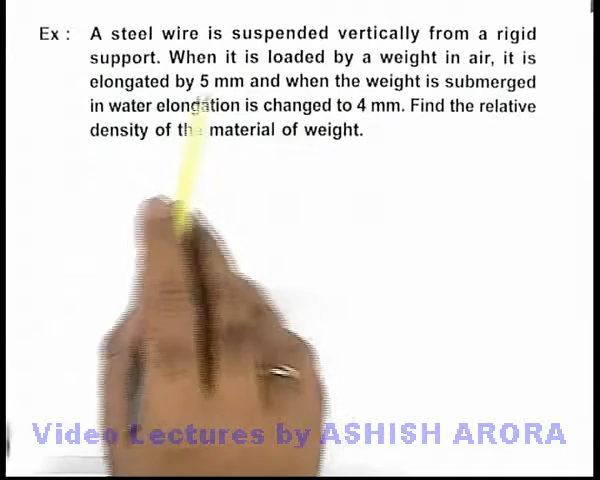 Ex : A steel wire is suspended vertically from a rigid
support. When it is loaded by a weight in air, it is
elongated by 5 mm and when the weight is submerged
in water elongation is changed to 4 mm. Find the relative
density of the material of weight.
Video Lectures by ASHISH ARORA